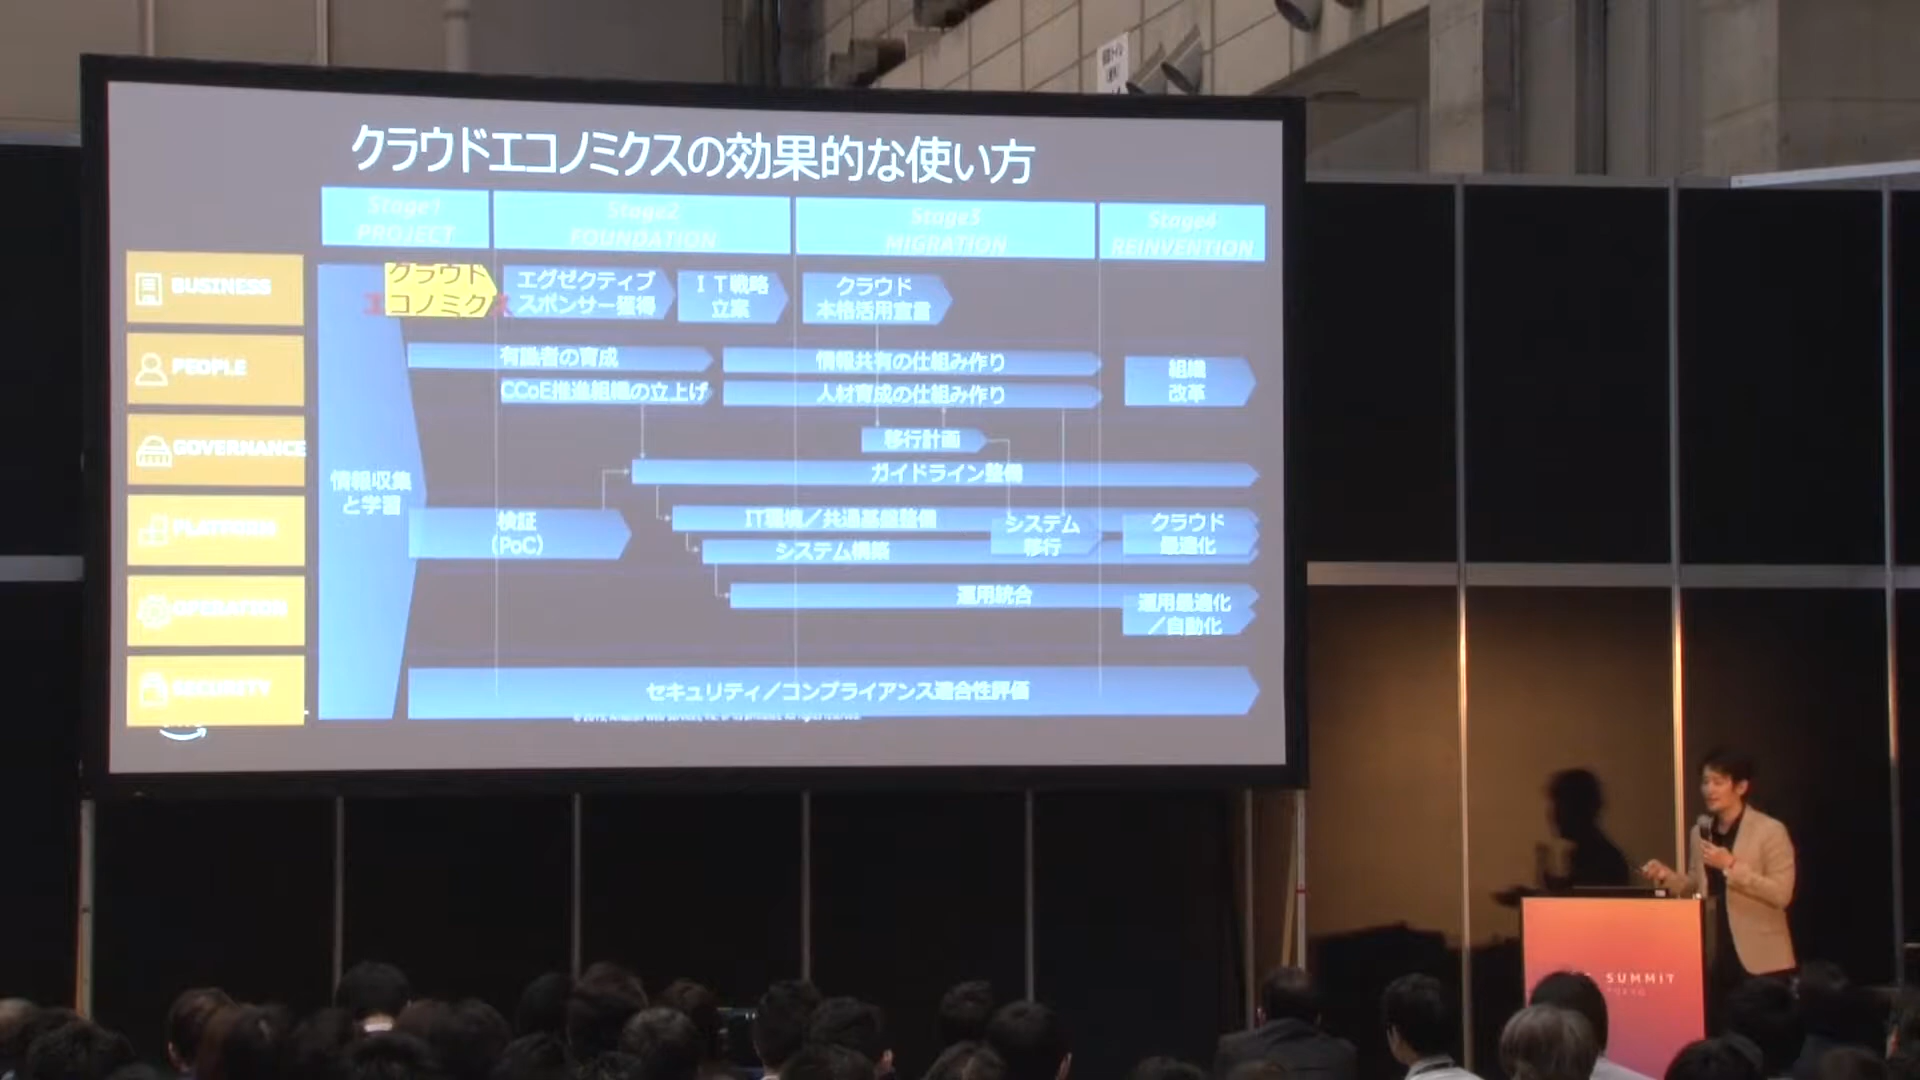 クラウドエコノミクスの効果的な使い方
Stage1
PROJECT
Stage2
FOUNDATION
Stage3
MIGRATION
Stage4
REINVENTION
BUSINESS
クラウド
エコノミクス
エグゼクティブ
スポンサー獲得
IT戦略
立案
クラウド
本格活用宣言
PEOPLE
有識者の育成
情報共有の仕組み作り
CCoE推進組織の立上げ
人材育成の仕組み作り
組織
改革
GOVERNANCE
移行計画
ガイドライン整備
情報収集
と学習
PLATFORM
検証
(PoC)
IT環境／共通基盤整備
システム構築
システム
移行
クラウド
最適化
OPERATION
運用統合
運用最適化
／自動化
SECURITY
セキュリティ／コンプライアンス適合性評価
SUMMIT
TOKYO